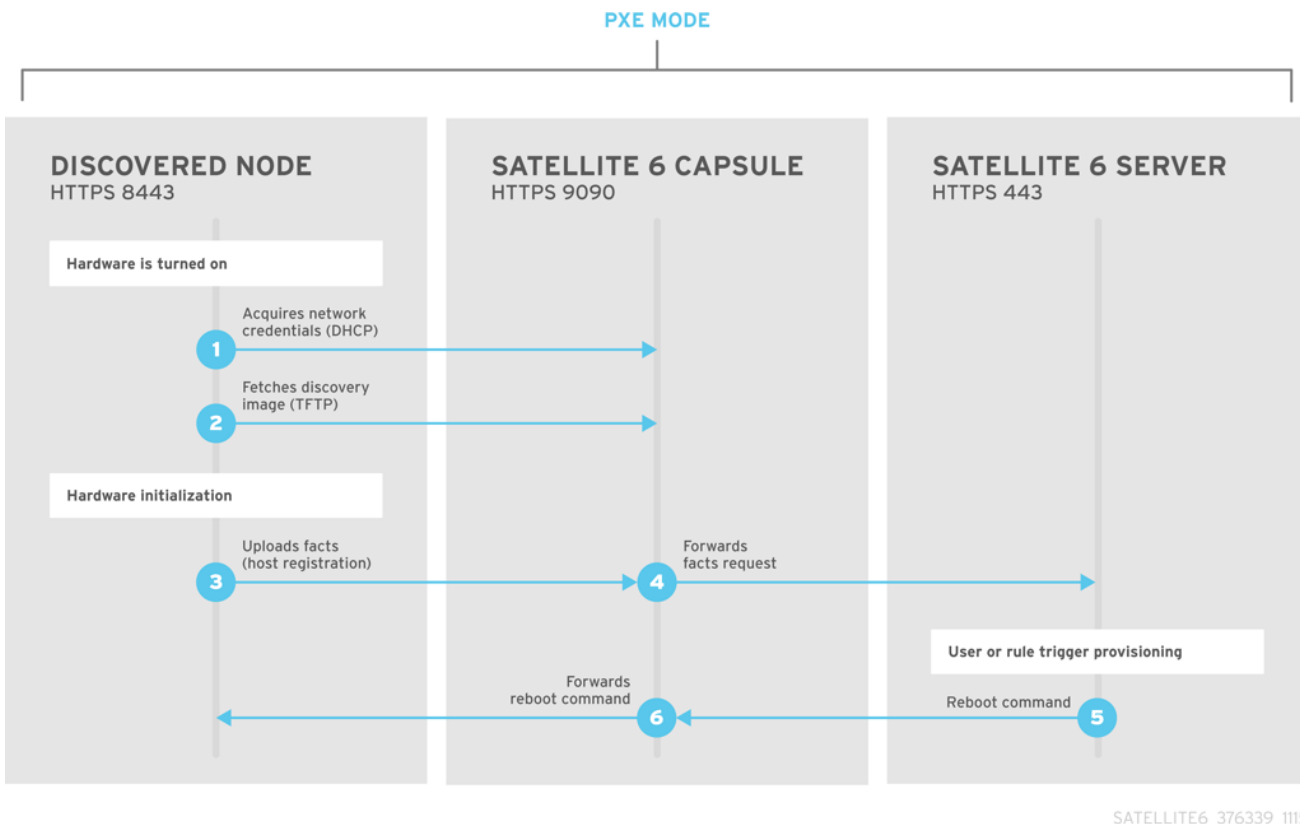 PXE MODE
DISCOVERED NODE
HTTPS 8443
SATELLITE 6 CAPSULE
HTTPS 9090
SATELLITE 6 SERVER
HTTPS 443
Hardware is turned on
Acquires network
credentials (DHCP)
1
Fetches discovery
image (TFTP)
2
Hardware initialization
Uploads facts
(host registration)
3
Forwards
facts request
4
User or rule trigger provisioning
Reboot command
5
Forwards
reboot command
6
SATELLITE6_376339_111